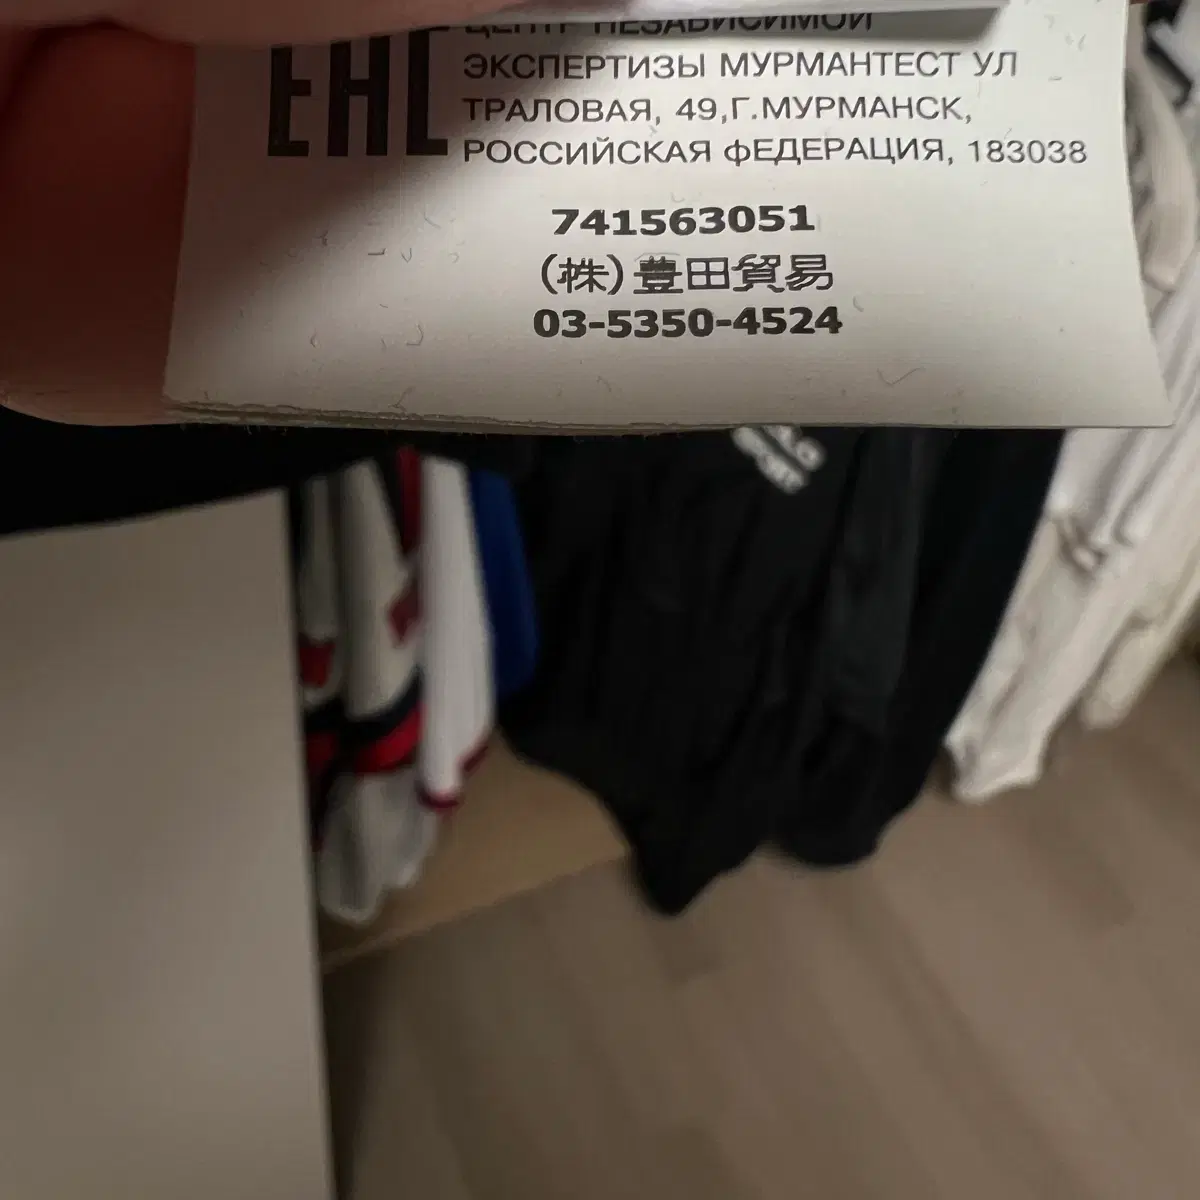 ЦЕНТР НЕЗАВИСИМОЙ
EAC ЭКСПЕРТИЗЫ МУРМАНТЕСТ УЛ
ТРАЛОВАЯ, 49,Г.МУРМАНСК,
РОССИЙСКАЯ ФЕДЕРАЦИЯ, 183038
741563051
(株)豊田貿易
03-5350-4524